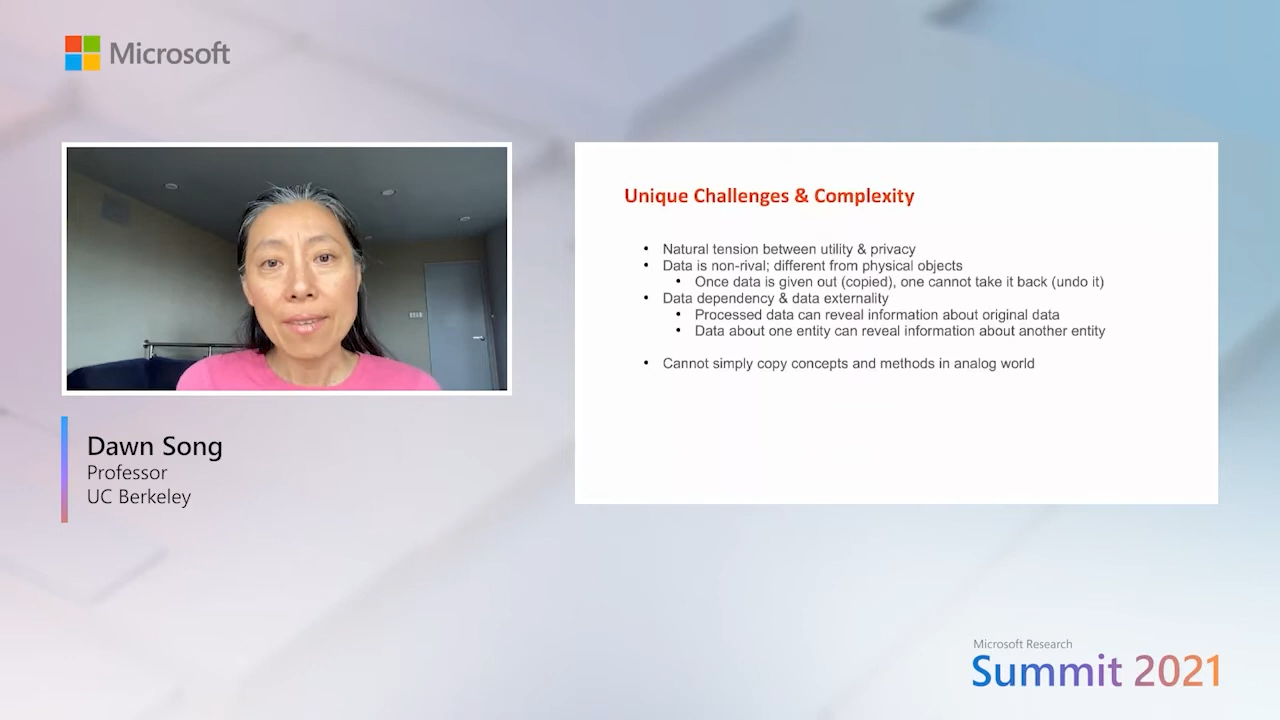 Microsoft
Unique Challenges & Complexity
• Natural tension between utility & privacy
• Data is non-rival; different from physical objects
• Once data is given out (copied), one cannot take it back (undo it)
• Data dependency & data externality
• Processed data can reveal information about original data
• Data about one entity can reveal information about another entity
• Cannot simply copy concepts and methods in analog world
Dawn Song
Professor
UC Berkeley
Microsoft Research
Summit 2021